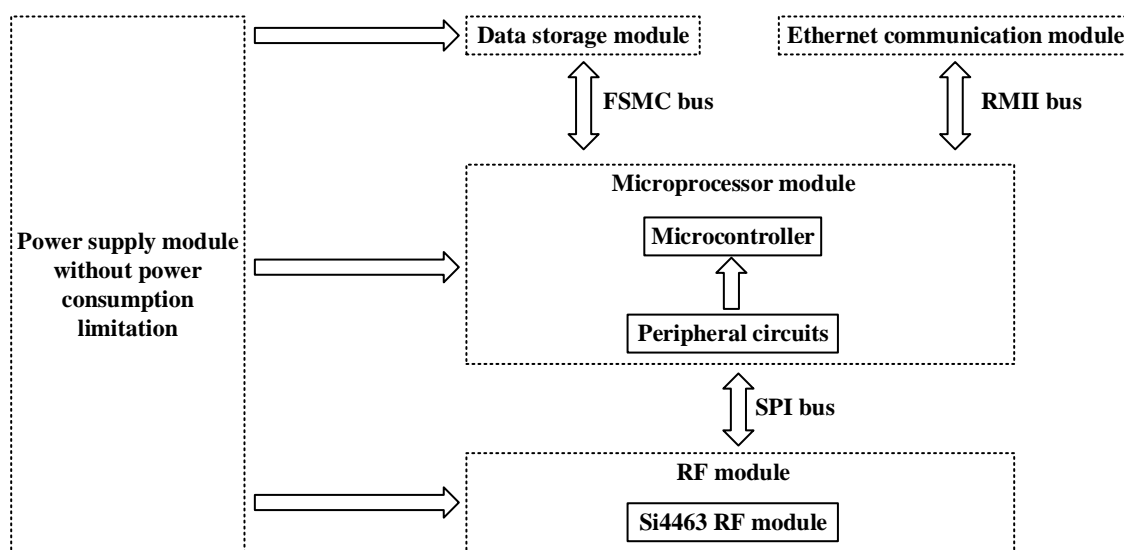 Data storage module
Ethernet communication module
FSMC bus
RMII bus
Microprocessor module
Microcontroller
Power supply module
without power
consumption
limitation
Peripheral circuits
SPI bus
RF module
Si4463 RF module